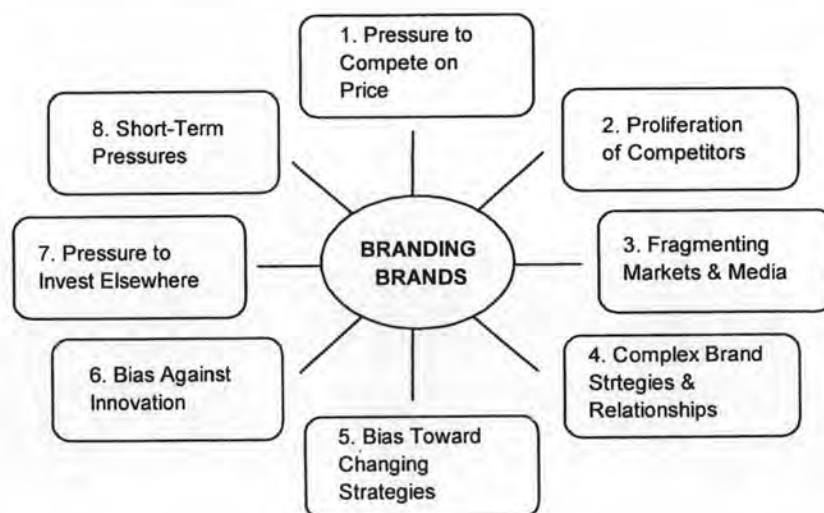 1. Pressure to
Compete on
Price
2. Proliferation
of Competitors
3. Fragmenting
Markets & Media
4. Complex Brand
Strtegies &
Relationships
5. Bias Toward
Changing
Strategies
6. Bias Against
Innovation
7. Pressure to
Invest Elsewhere
8. Short-Term
Pressures
BRANDING
BRANDS